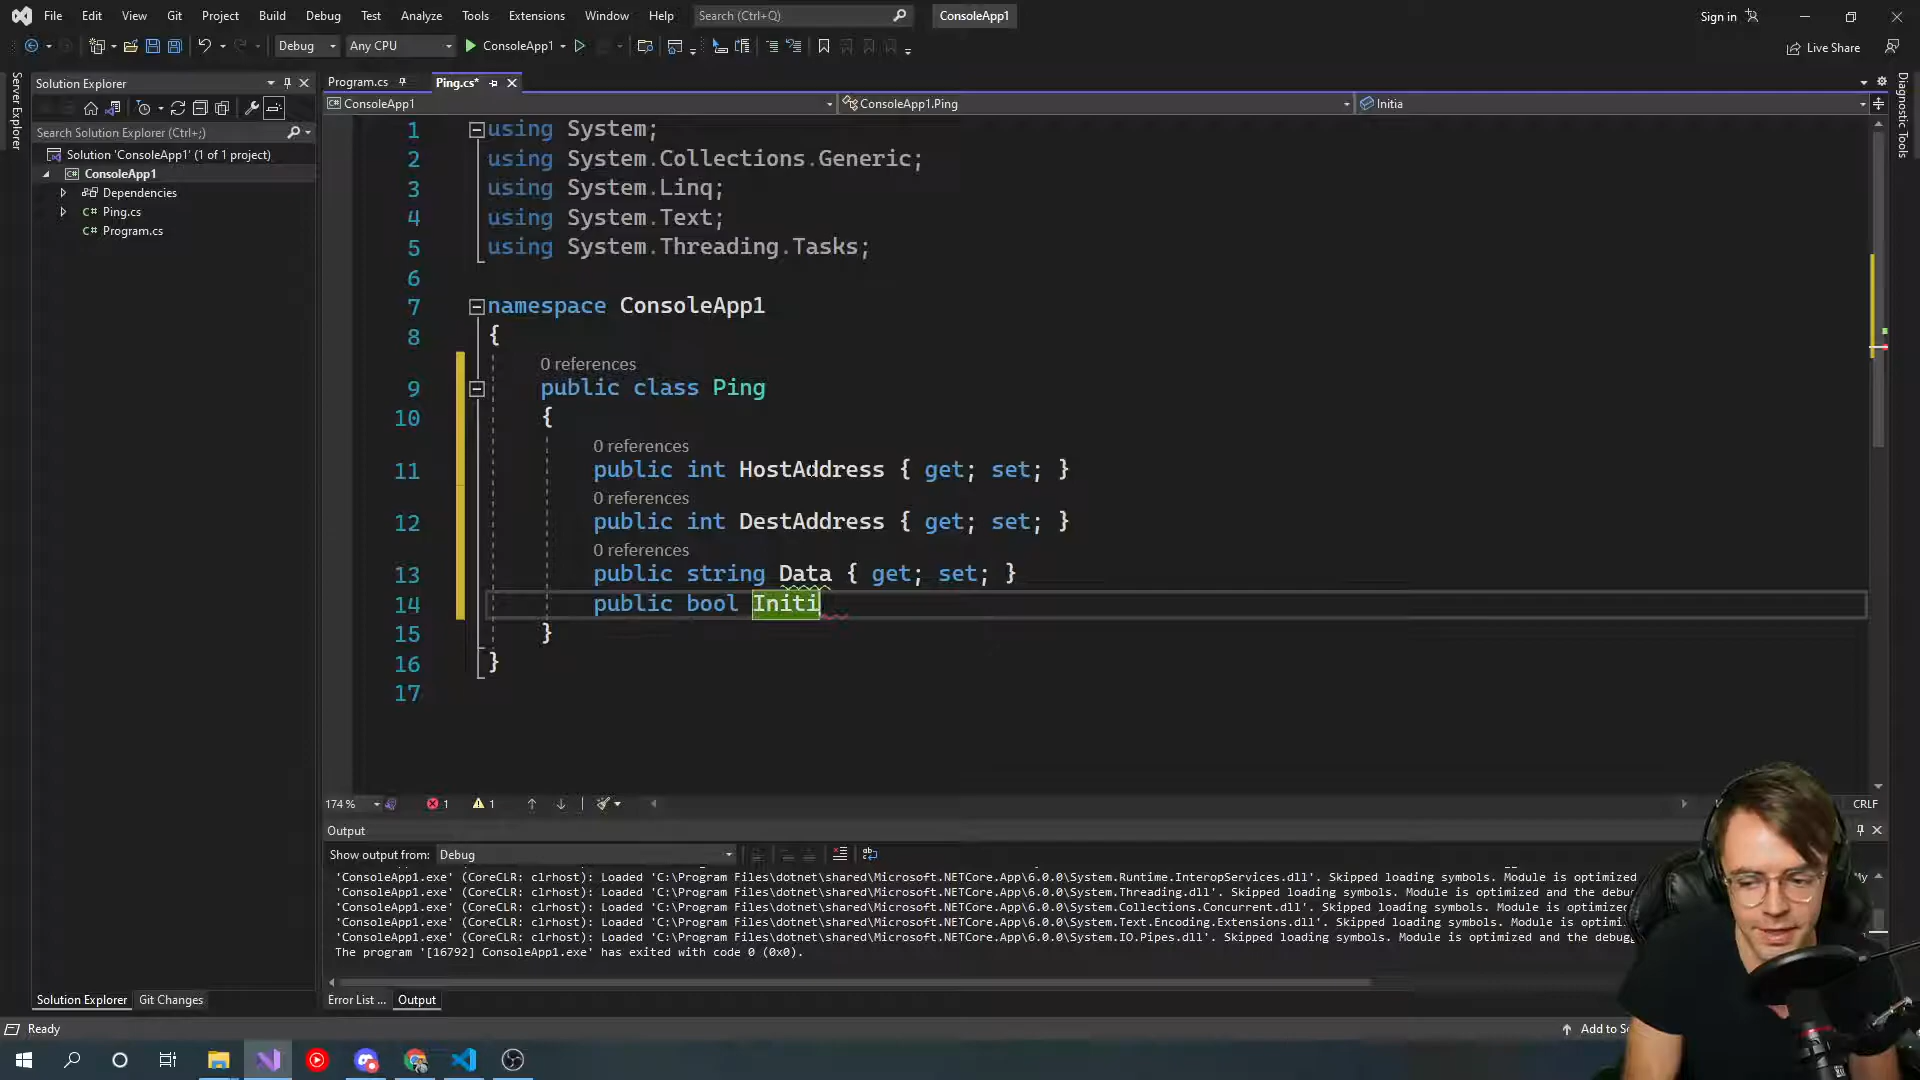 File Edit View Git Project Build Debug Test Analyze Tools Extensions Window Help Search (Ctrl+Q) ConsoleApp1 Sign in
Debug Any CPU ConsoleApp1 Live Share
Server Explorer
Solution Explorer
Search Solution Explorer (Ctrl+;)
Solution 'ConsoleApp1' (1 of 1 project)
ConsoleApp1
Dependencies
C# Ping.cs
C# Program.cs
Solution Explorer Git Changes
Program.cs Ping.cs*
ConsoleApp1 ConsoleApp1.Ping Initia
Diagnostic Tools
1 using System;
2 using System.Collections.Generic;
3 using System.Linq;
4 using System.Text;
5 using System.Threading.Tasks;
6
7 namespace ConsoleApp1
8 {
0 references
9 public class Ping
10 {
0 references
11 public int HostAddress { get; set; }
0 references
12 public int DestAddress { get; set; }
0 references
13 public string Data { get; set; }
14 public bool Initi
15 }
16 }
17
174 % 1 1 CRLF
Output
Show output from: Debug
'ConsoleApp1.exe' (CoreCLR: clrhost): Loaded 'C:\Program Files\dotnet\shared\Microsoft.NETCore.App\6.0.0\System.Runtime.InteropServices.dll'. Skipped loading symbols. Module is optimized
'ConsoleApp1.exe' (CoreCLR: clrhost): Loaded 'C:\Program Files\dotnet\shared\Microsoft.NETCore.App\6.0.0\System.Threading.dll'. Skipped loading symbols. Module is optimized and the debu
'ConsoleApp1.exe' (CoreCLR: clrhost): Loaded 'C:\Program Files\dotnet\shared\Microsoft.NETCore.App\6.0.0\System.Collections.Concurrent.dll'. Skipped loading symbols. Module is optimized
'ConsoleApp1.exe' (CoreCLR: clrhost): Loaded 'C:\Program Files\dotnet\shared\Microsoft.NETCore.App\6.0.0\System.Text.Encoding.Extensions.dll'. Skipped loading symbols. Module is optimi
'ConsoleApp1.exe' (CoreCLR: clrhost): Loaded 'C:\Program Files\dotnet\shared\Microsoft.NETCore.App\6.0.0\System.IO.Pipes.dll'. Skipped loading symbols. Module is optimized and the debugg
The program '[16792] ConsoleApp1.exe' has exited with code 0 (0x0).
Error List ... Output
Ready Add to So